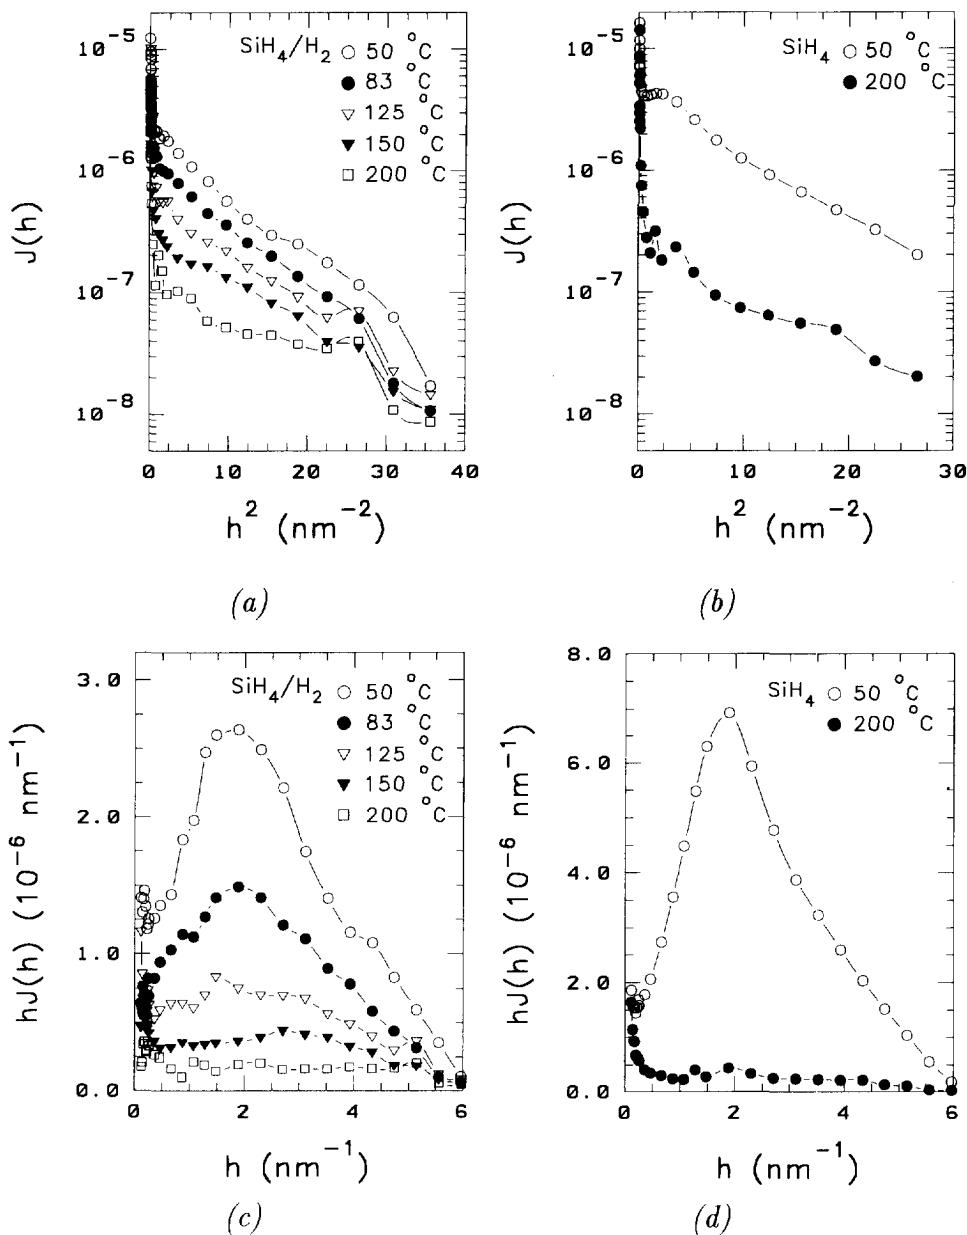 SiH₄/H₂
○ 50 °C
● 83 °C
▽ 125 °C
▼ 150 °C
□ 200 °C
10⁻⁵
10⁻⁶
10⁻⁷
10⁻⁸
J(h)
0 10 20 30 40
h² (nm⁻²)
(a)
SiH₄
○ 50 °C
● 200 °C
10⁻⁵
10⁻⁶
10⁻⁷
10⁻⁸
J(h)
0 10 20 30
h² (nm⁻²)
(b)
SiH₄/H₂
○ 50 °C
● 83 °C
▽ 125 °C
▼ 150 °C
□ 200 °C
3.0
2.0
1.0
0.0
hJ(h) (10⁻⁶ nm⁻¹)
0 2 4 6
h (nm⁻¹)
(c)
SiH₄
○ 50 °C
● 200 °C
8.0
6.0
4.0
2.0
0.0
hJ(h) (10⁻⁶ nm⁻¹)
0 2 4 6
h (nm⁻¹)
(d)